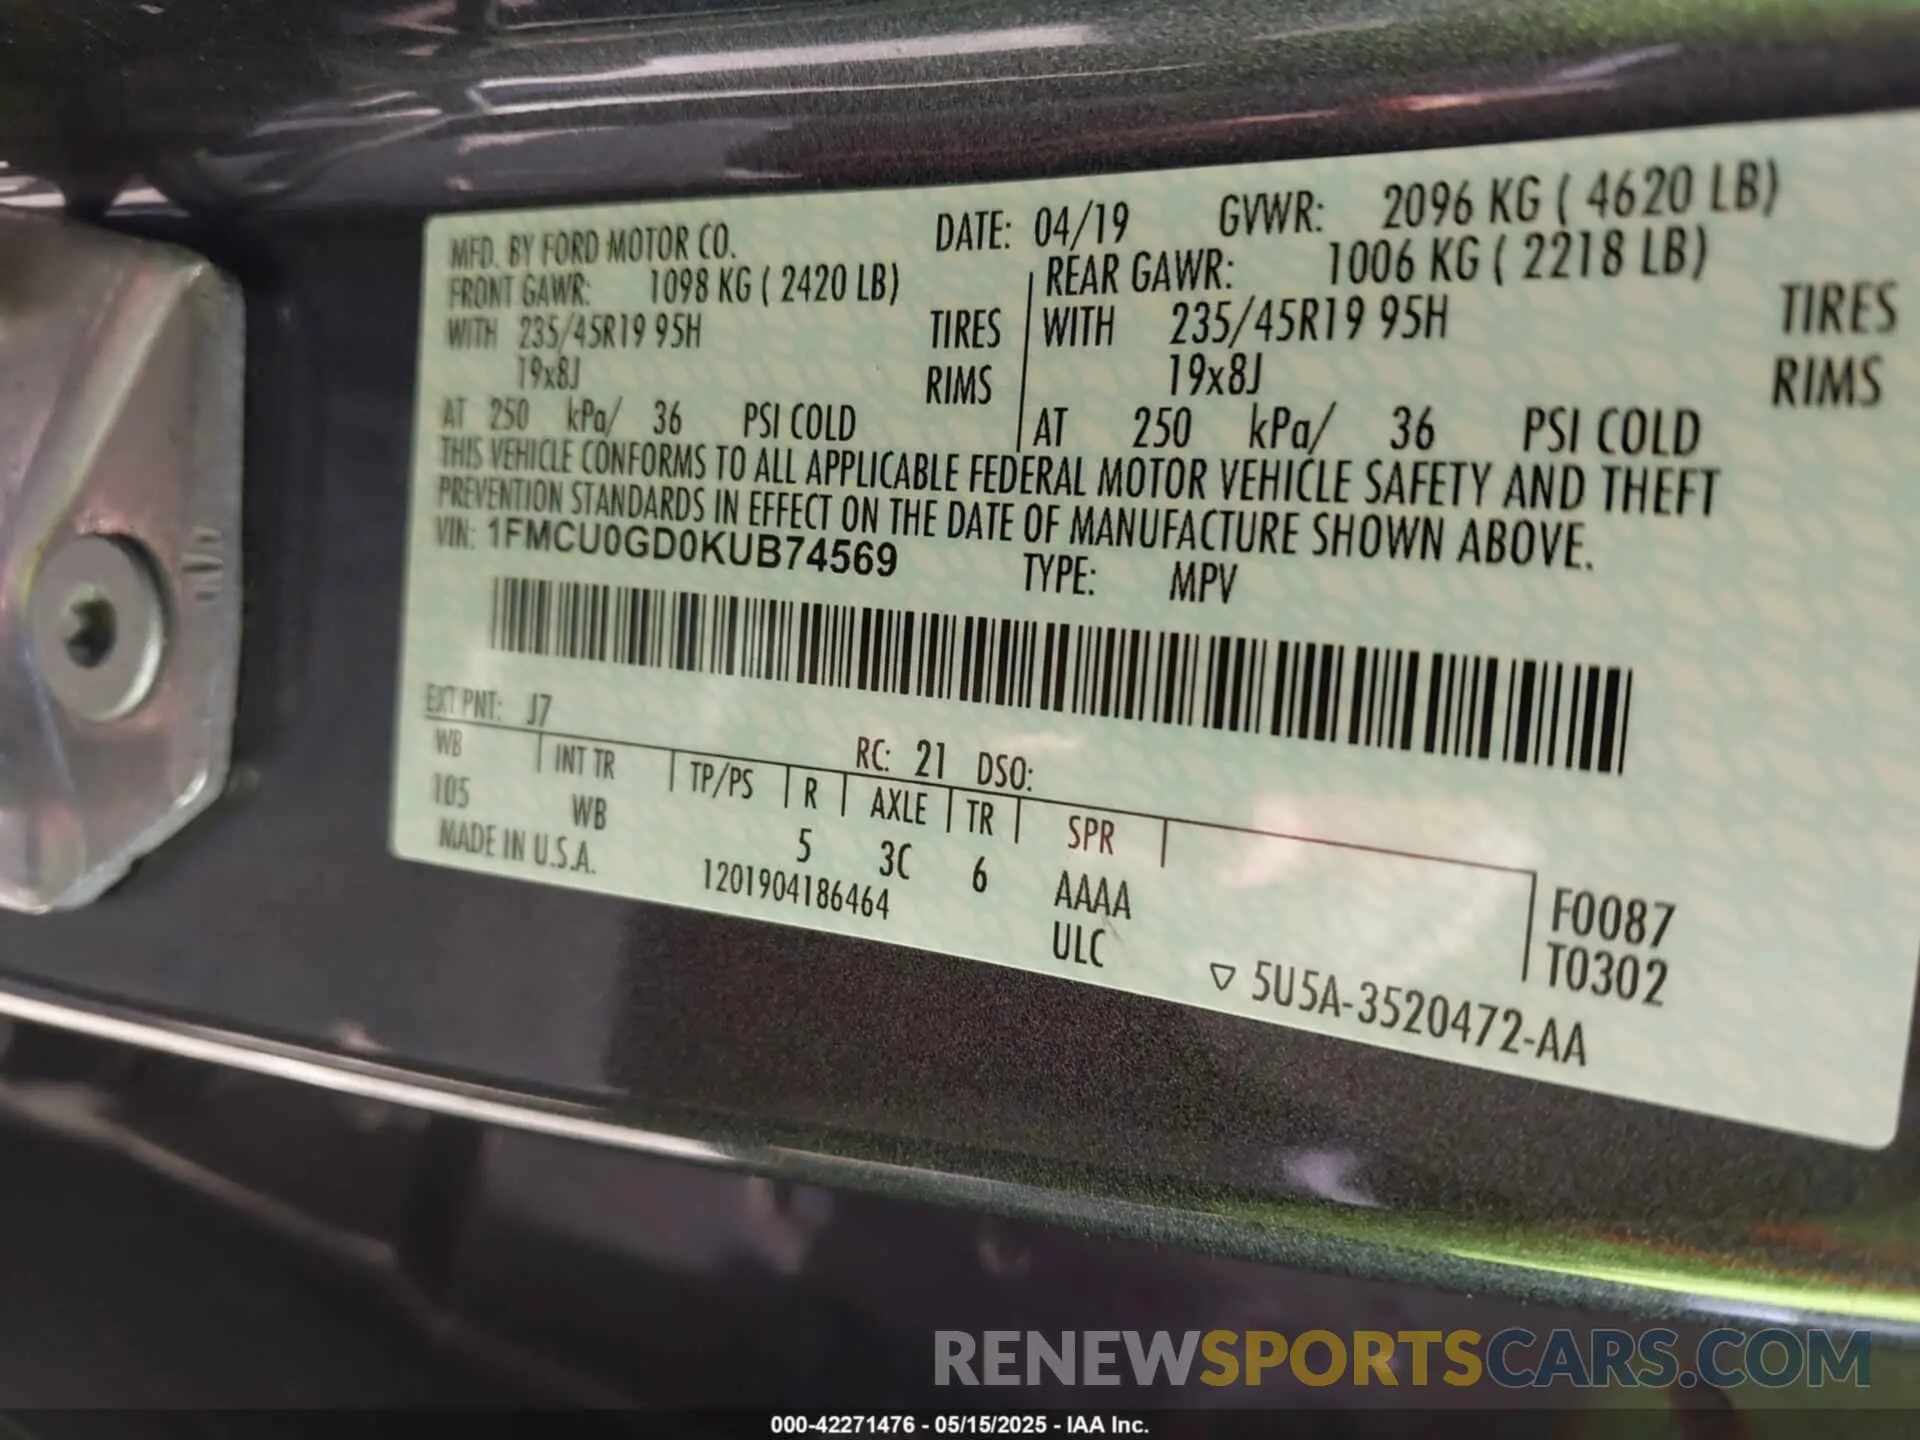 MFD. BY FORD MOTOR CO. DATE: 04/19 GVWR: 2096 KG ( 4620 LB)
FRONT GAWR: 1098 KG ( 2420 LB) REAR GAWR: 1006 KG ( 2218 LB)
WITH 235/45R19 95H TIRES WITH 235/45R19 95H TIRES
19x8J RIMS 19x8J RIMS
AT 250 kPa/ 36 PSI COLD AT 250 kPa/ 36 PSI COLD
THIS VEHICLE CONFORMS TO ALL APPLICABLE FEDERAL MOTOR VEHICLE SAFETY AND THEFT
PREVENTION STANDARDS IN EFFECT ON THE DATE OF MANUFACTURE SHOWN ABOVE.
VIN: 1FMCU0GD0KUB74569 TYPE: MPV
EXT PNT: J7 RC: 21 DSO:
WB INT TR TP/PS R AXLE TR SPR
105 WB 5 3C 6 AAAA F0087
MADE IN U.S.A. 1201904186464 ULC T0302
▽ 5U5A-3520472-AA
RENEWSPORTSCARS.COM
000-42271476 - 05/15/2025 - IAA Inc.